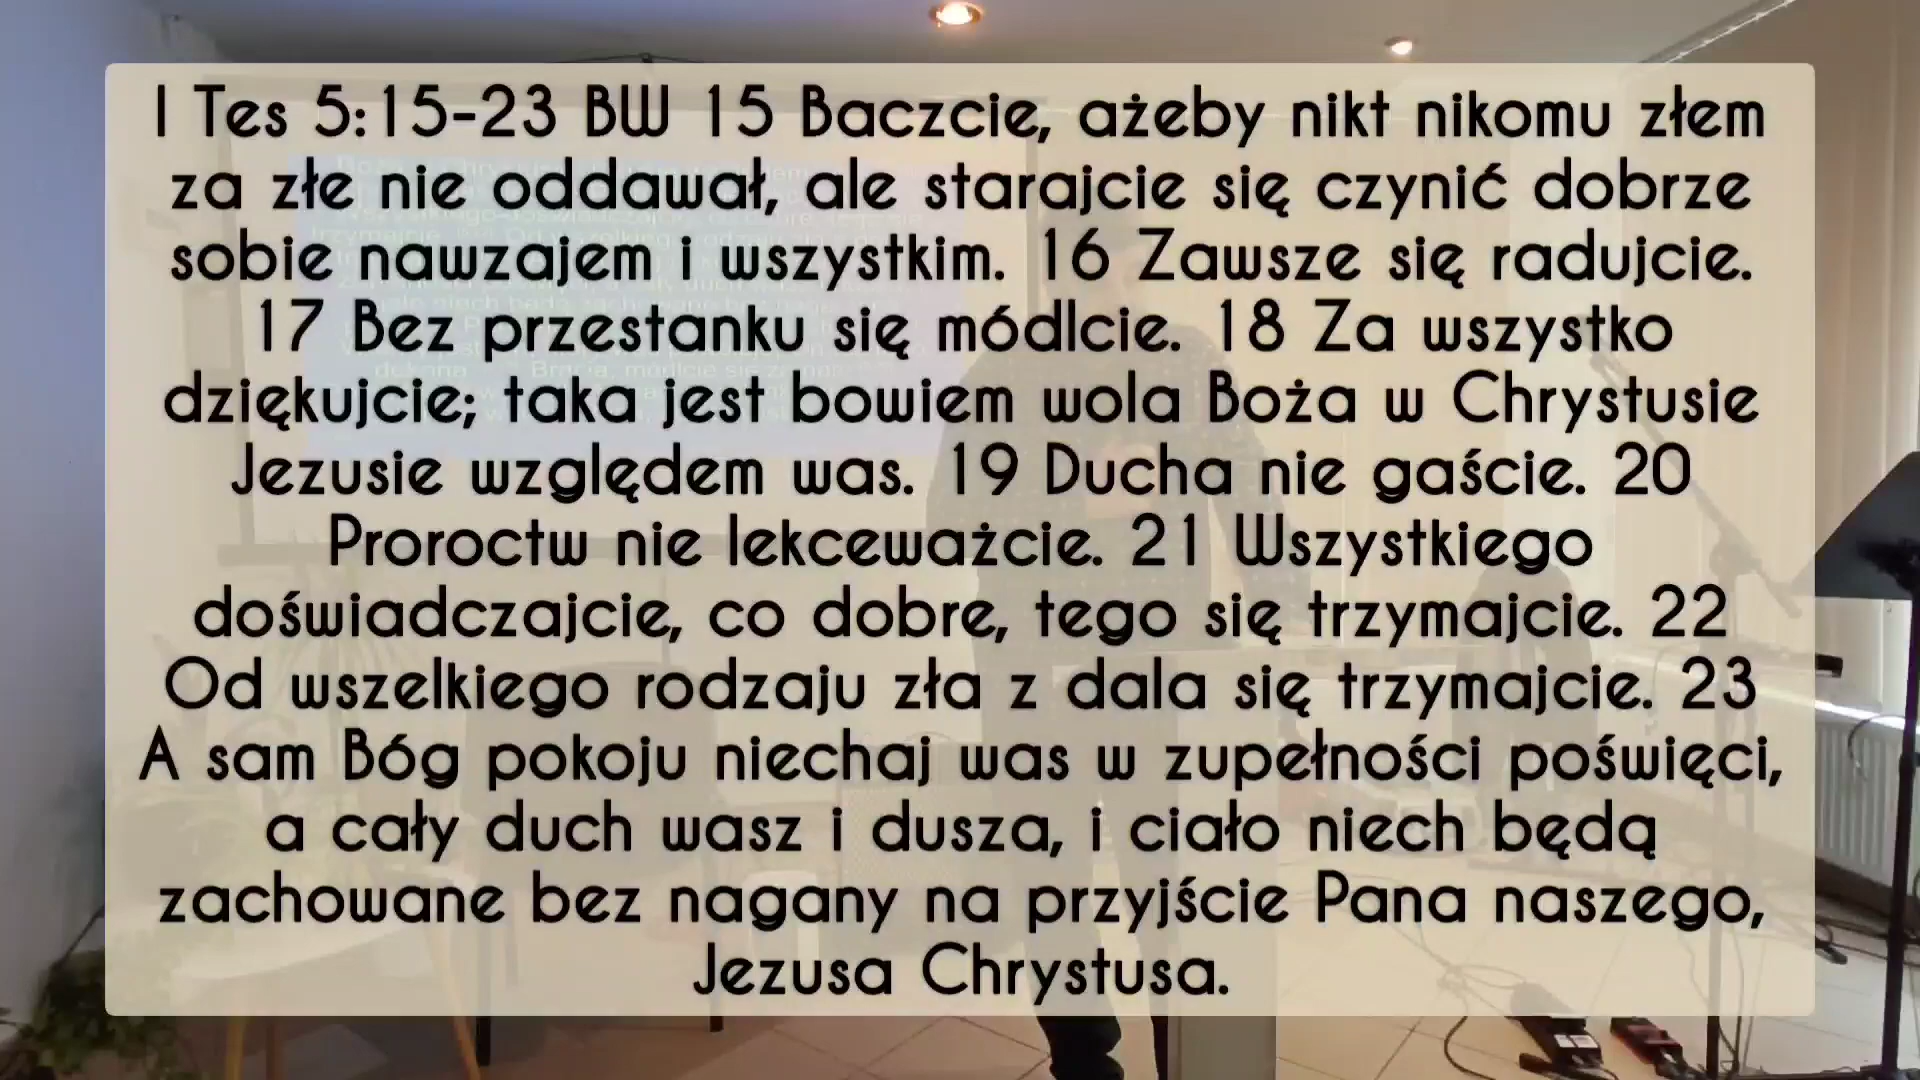 I Tes 5:15-23 BW 15 Baczcie, ażeby nikt nikomu złem
za złe nie oddawał, ale starajcie się czynić dobrze
sobie nawzajem i wszystkim. 16 Zawsze się radujcie.
17 Bez przestanku się módlcie. 18 Za wszystko
dziękujcie; taka jest bowiem wola Boża w Chrystusie
Jezusie względem was. 19 Ducha nie gaście. 20
Proroctw nie lekceważcie. 21 Wszystkiego
doświadczajcie, co dobre, tego się trzymajcie. 22
Od wszelkiego rodzaju zła z dala się trzymajcie. 23
A sam Bóg pokoju niechaj was w zupełności poświęci,
a cały duch wasz i dusza, i ciało niech będą
zachowane bez nagany na przyjście Pana naszego,
Jezusa Chrystusa.